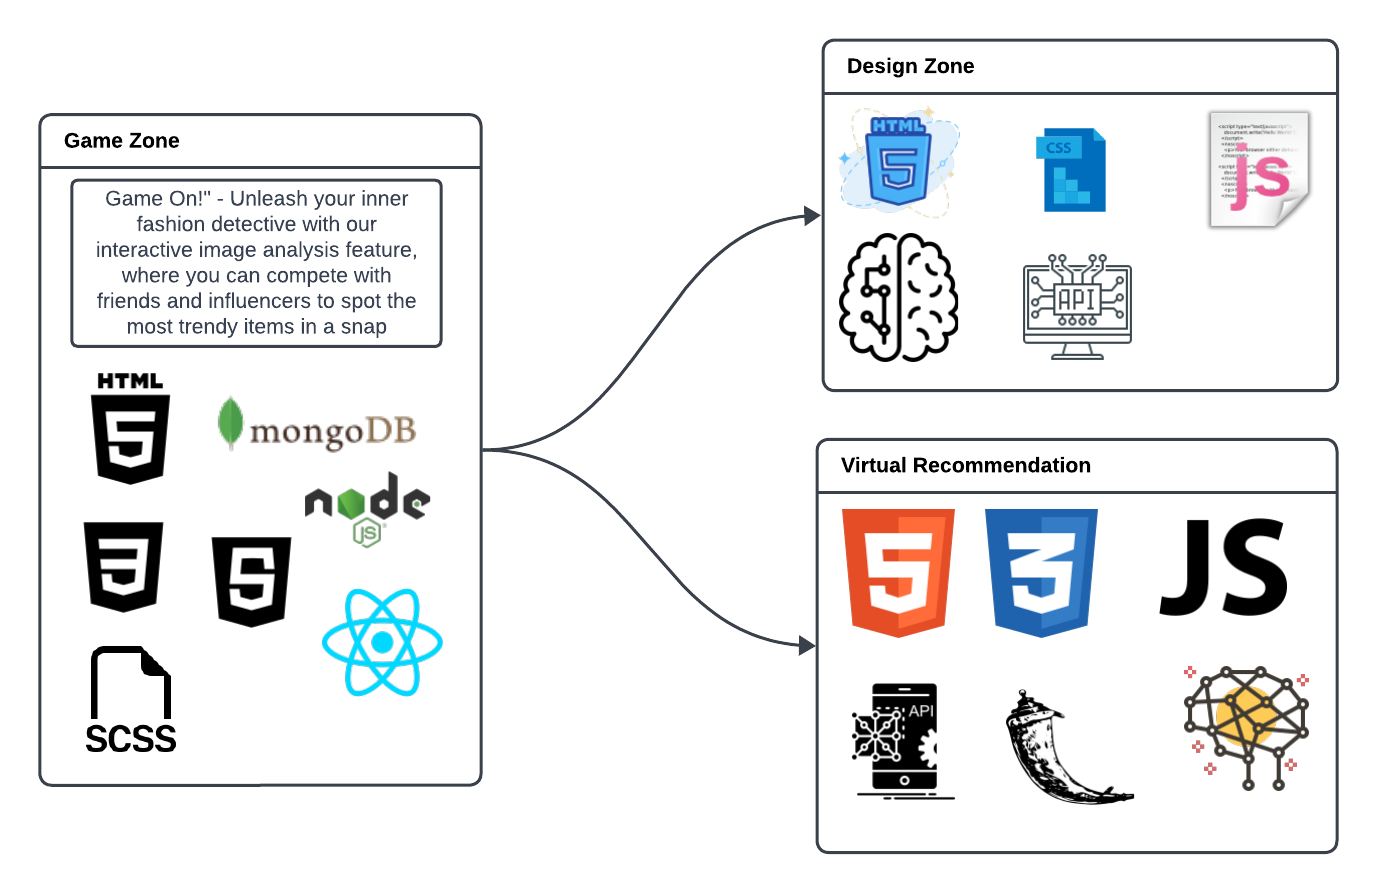 Game Zone
Game On!" - Unleash your inner
fashion detective with our
interactive image analysis feature,
where you can compete with
friends and influencers to spot the
most trendy items in a snap
HTML
5
mongoDB
node
JS
3
5
SCSS
Design Zone
HTML
5
CSS
js
API
Virtual Recommendation
5
3
JS
API